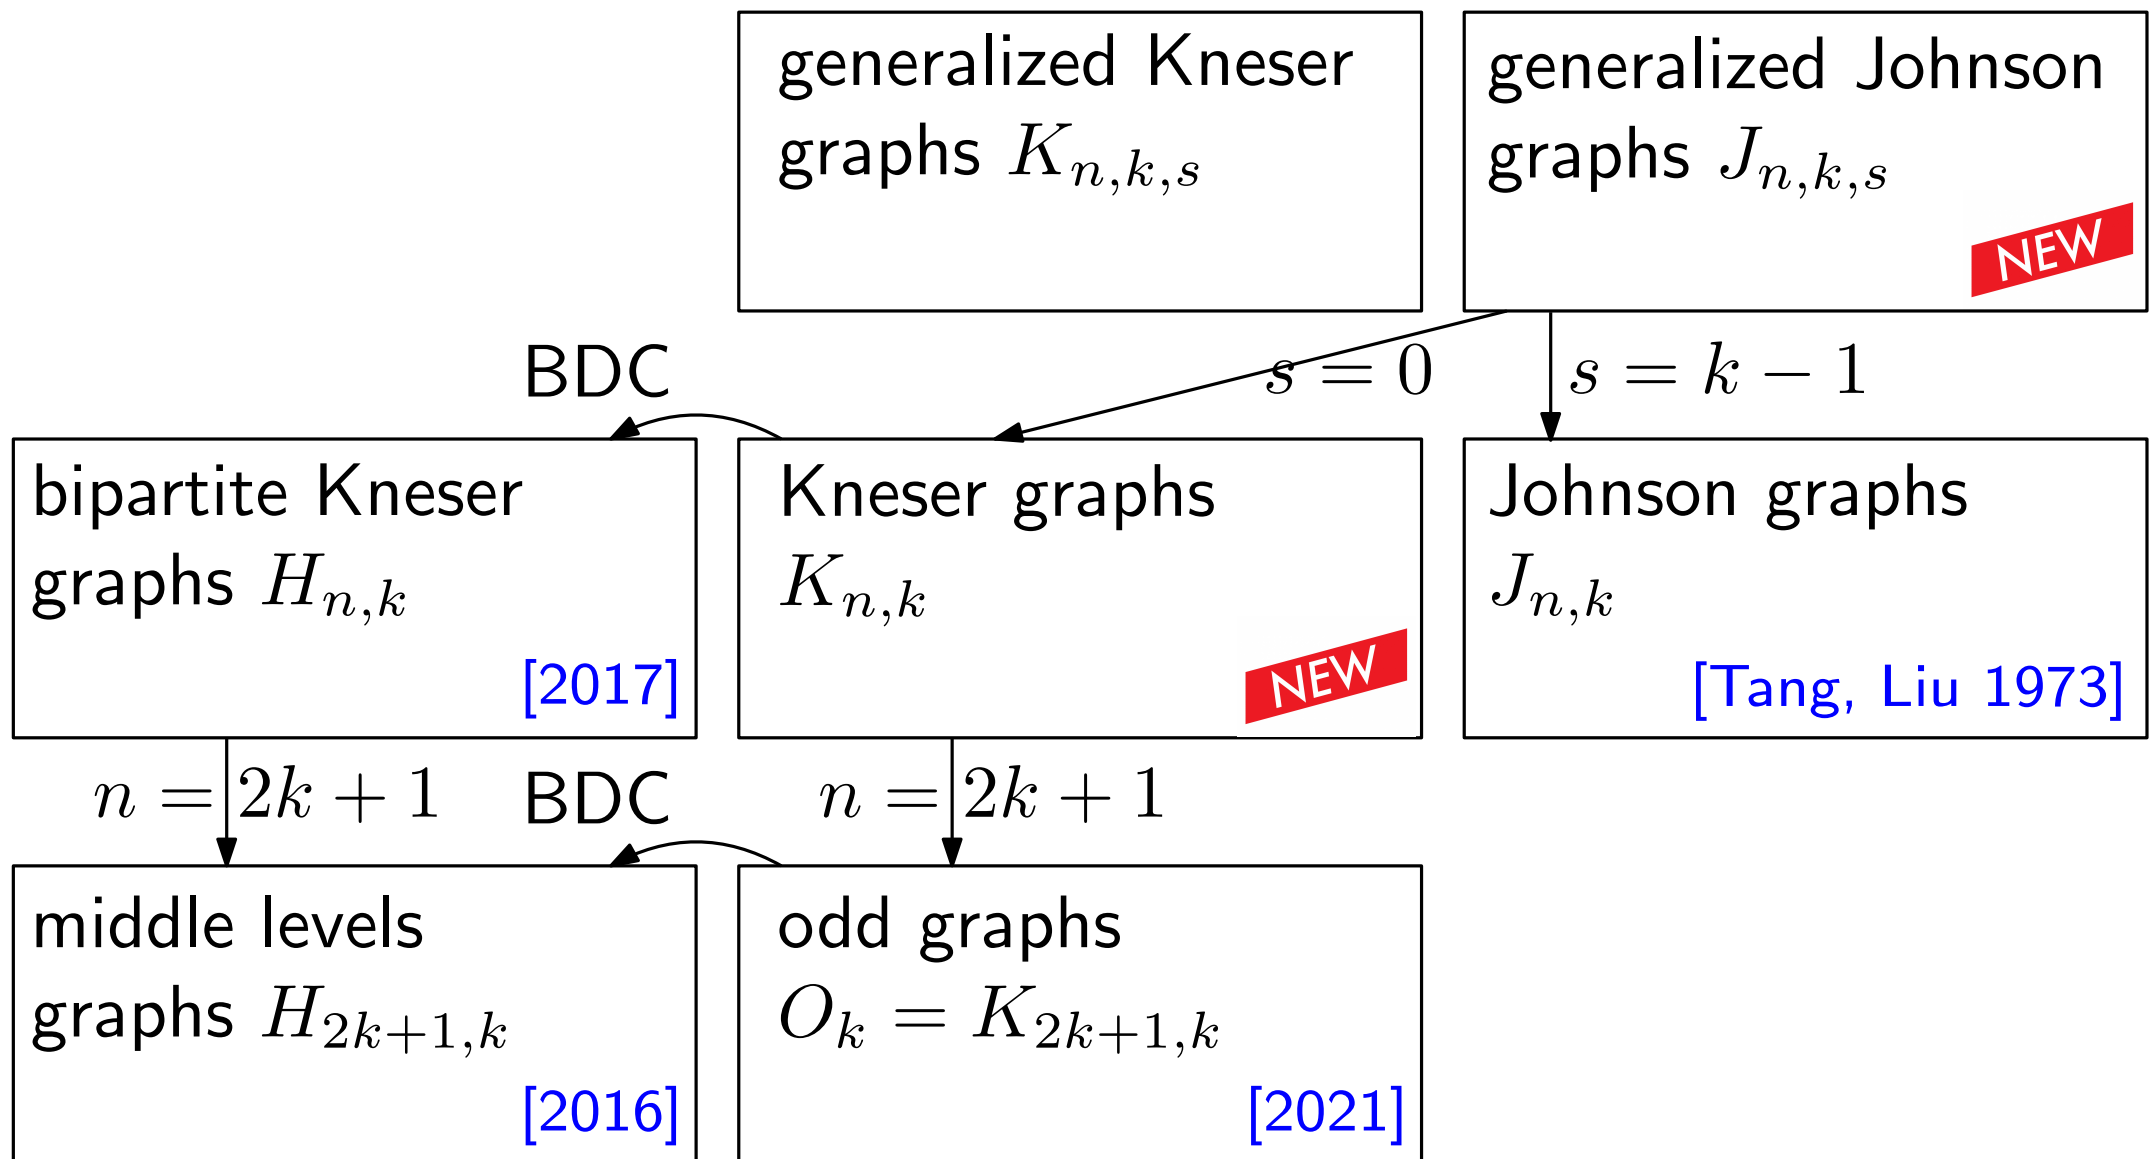 generalized Kneser
graphs K_{n,k,s}
generalized Johnson
graphs J_{n,k,s}
NEW
BDC
s = 0
s = k − 1
bipartite Kneser
graphs H_{n,k}
[2017]
Kneser graphs
K_{n,k}
NEW
Johnson graphs
J_{n,k}
[Tang, Liu 1973]
n = 2k + 1
BDC
n = 2k + 1
middle levels
graphs H_{2k+1,k}
[2016]
odd graphs
O_k = K_{2k+1,k}
[2021]